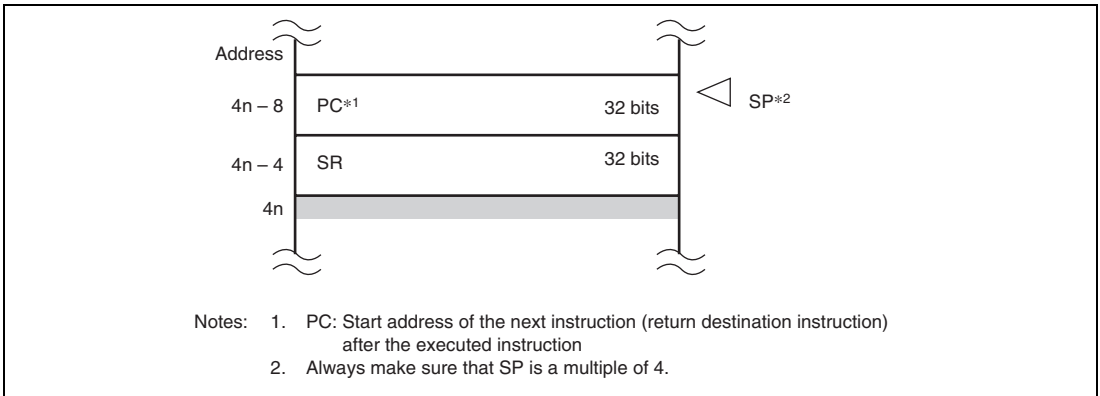 Address
4n – 8 PC*1 32 bits SP*2
4n – 4 SR 32 bits
4n
Notes: 1. PC: Start address of the next instruction (return destination instruction)
after the executed instruction
2. Always make sure that SP is a multiple of 4.